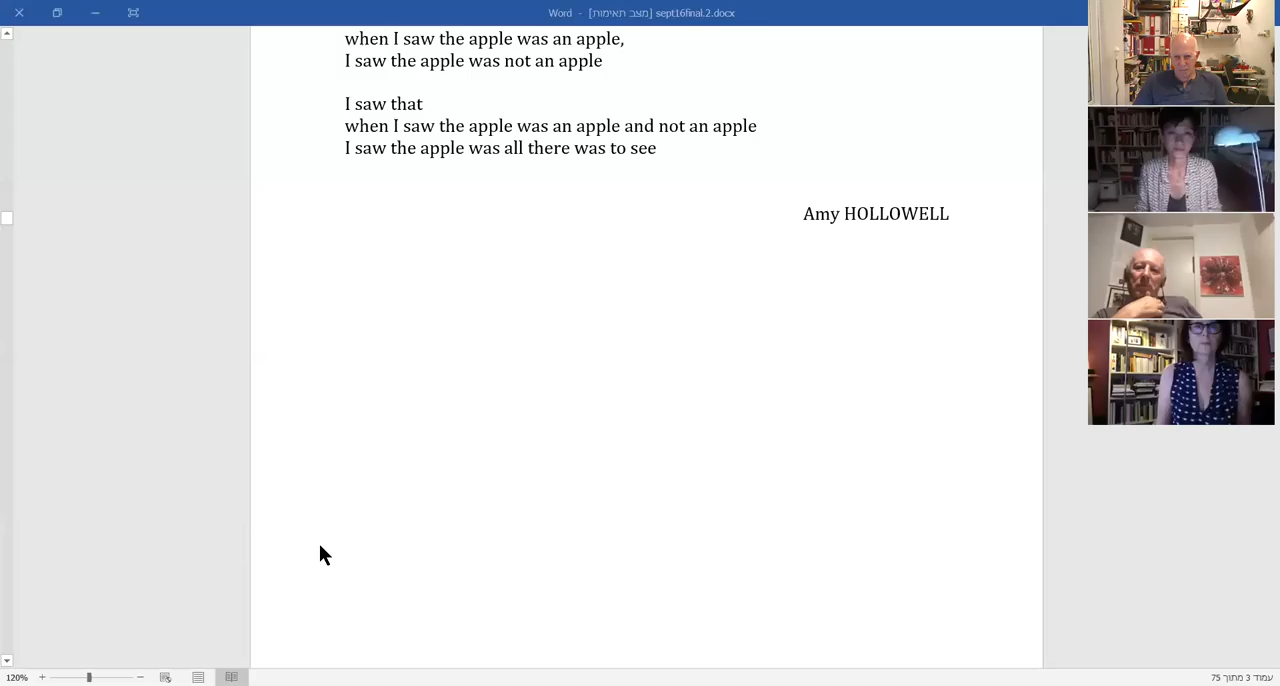 Word - [מצב תאימות] sept16final.2.docx
when I saw the apple was an apple,
I saw the apple was not an apple
I saw that
when I saw the apple was an apple and not an apple
I saw the apple was all there was to see
Amy HOLLOWELL
120%
עמוד 3 מתוך 75